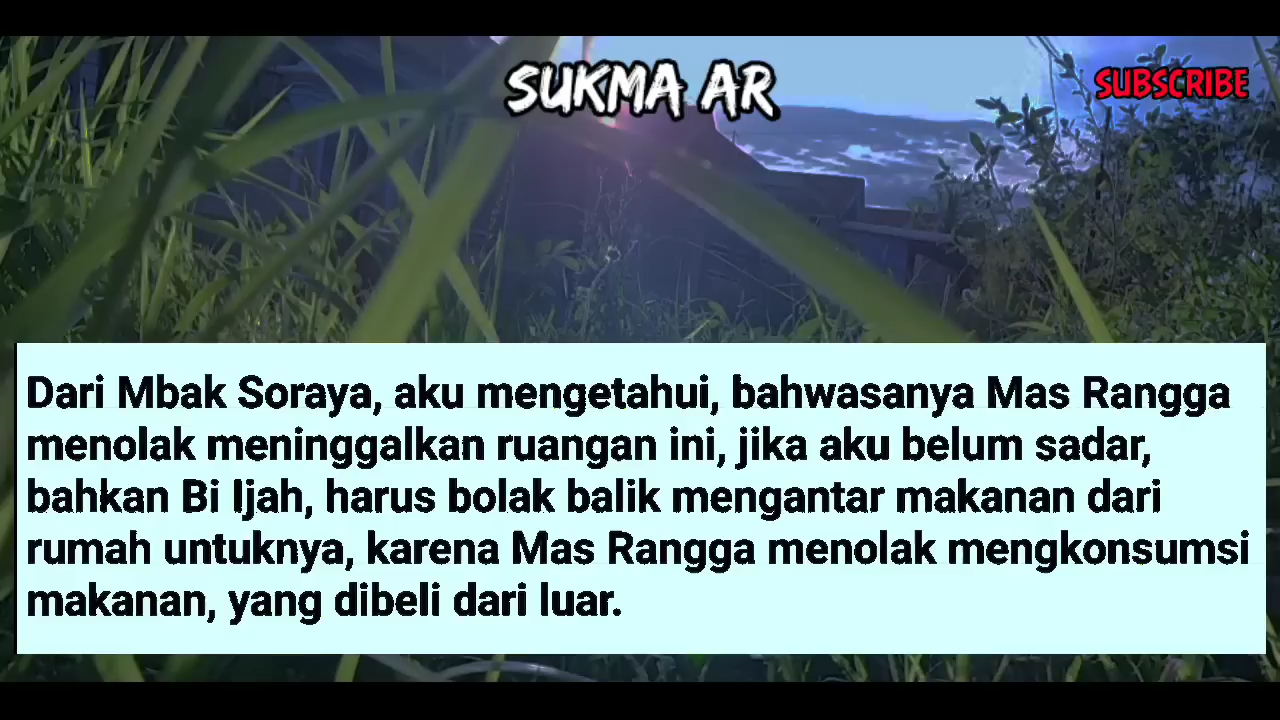 SUKMA AR
SUBSCRIBE
Dari Mbak Soraya, aku mengetahui, bahwasanya Mas Rangga
menolak meninggalkan ruangan ini, jika aku belum sadar,
bahkan Bi Ijah, harus bolak balik mengantar makanan dari
rumah untuknya, karena Mas Rangga menolak mengkonsumsi
makanan, yang dibeli dari luar.